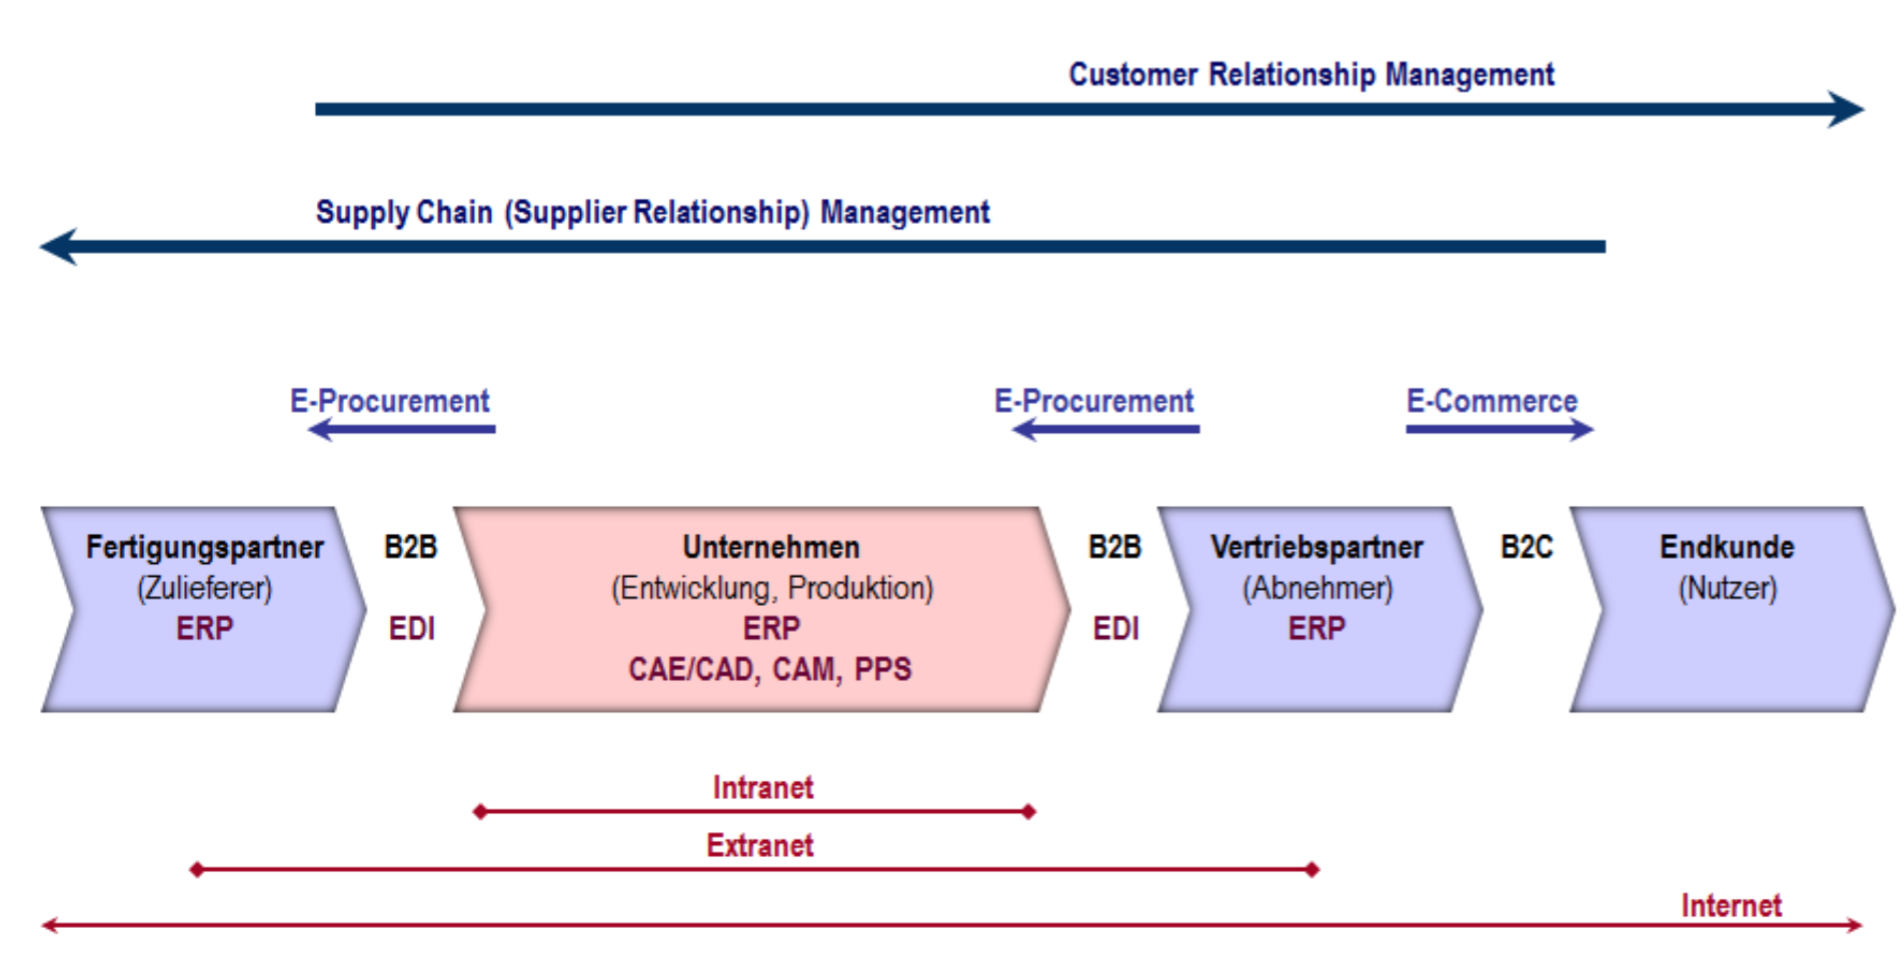 Customer Relationship Management
Supply Chain (Supplier Relationship) Management
E-Procurement
E-Procurement
E-Commerce
Fertigungspartner
(Zulieferer)
ERP
B2B
EDI
Unternehmen
(Entwicklung, Produktion)
ERP
CAE/CAD, CAM, PPS
B2B
EDI
Vertriebspartner
(Abnehmer)
ERP
B2C
Endkunde
(Nutzer)
Intranet
Extranet
Internet